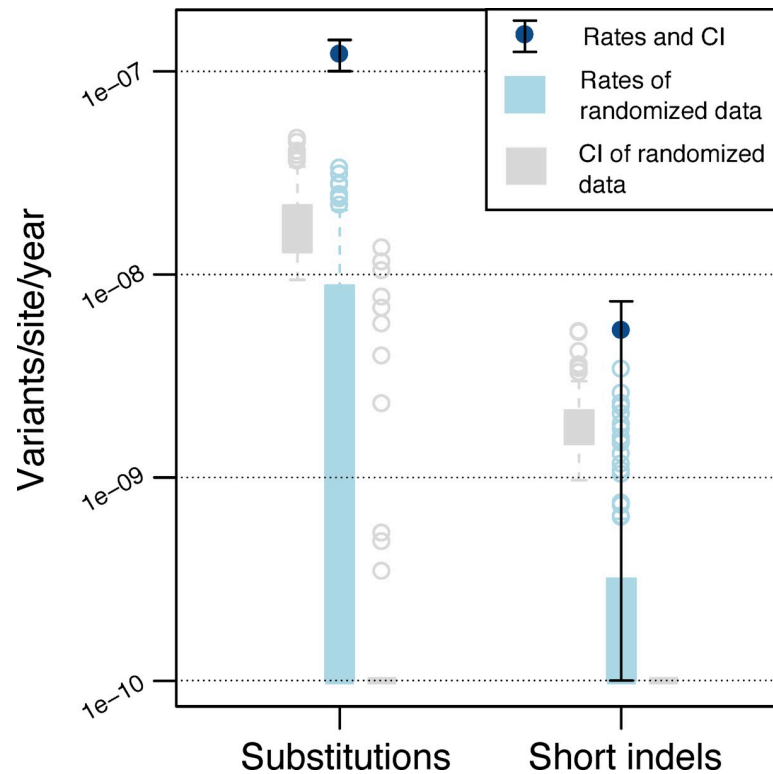 Rates and CI
Rates of
randomized data
CI of randomized
data
Variants/site/year
1e−07
1e−08
1e−09
1e−10
Substitutions
Short indels